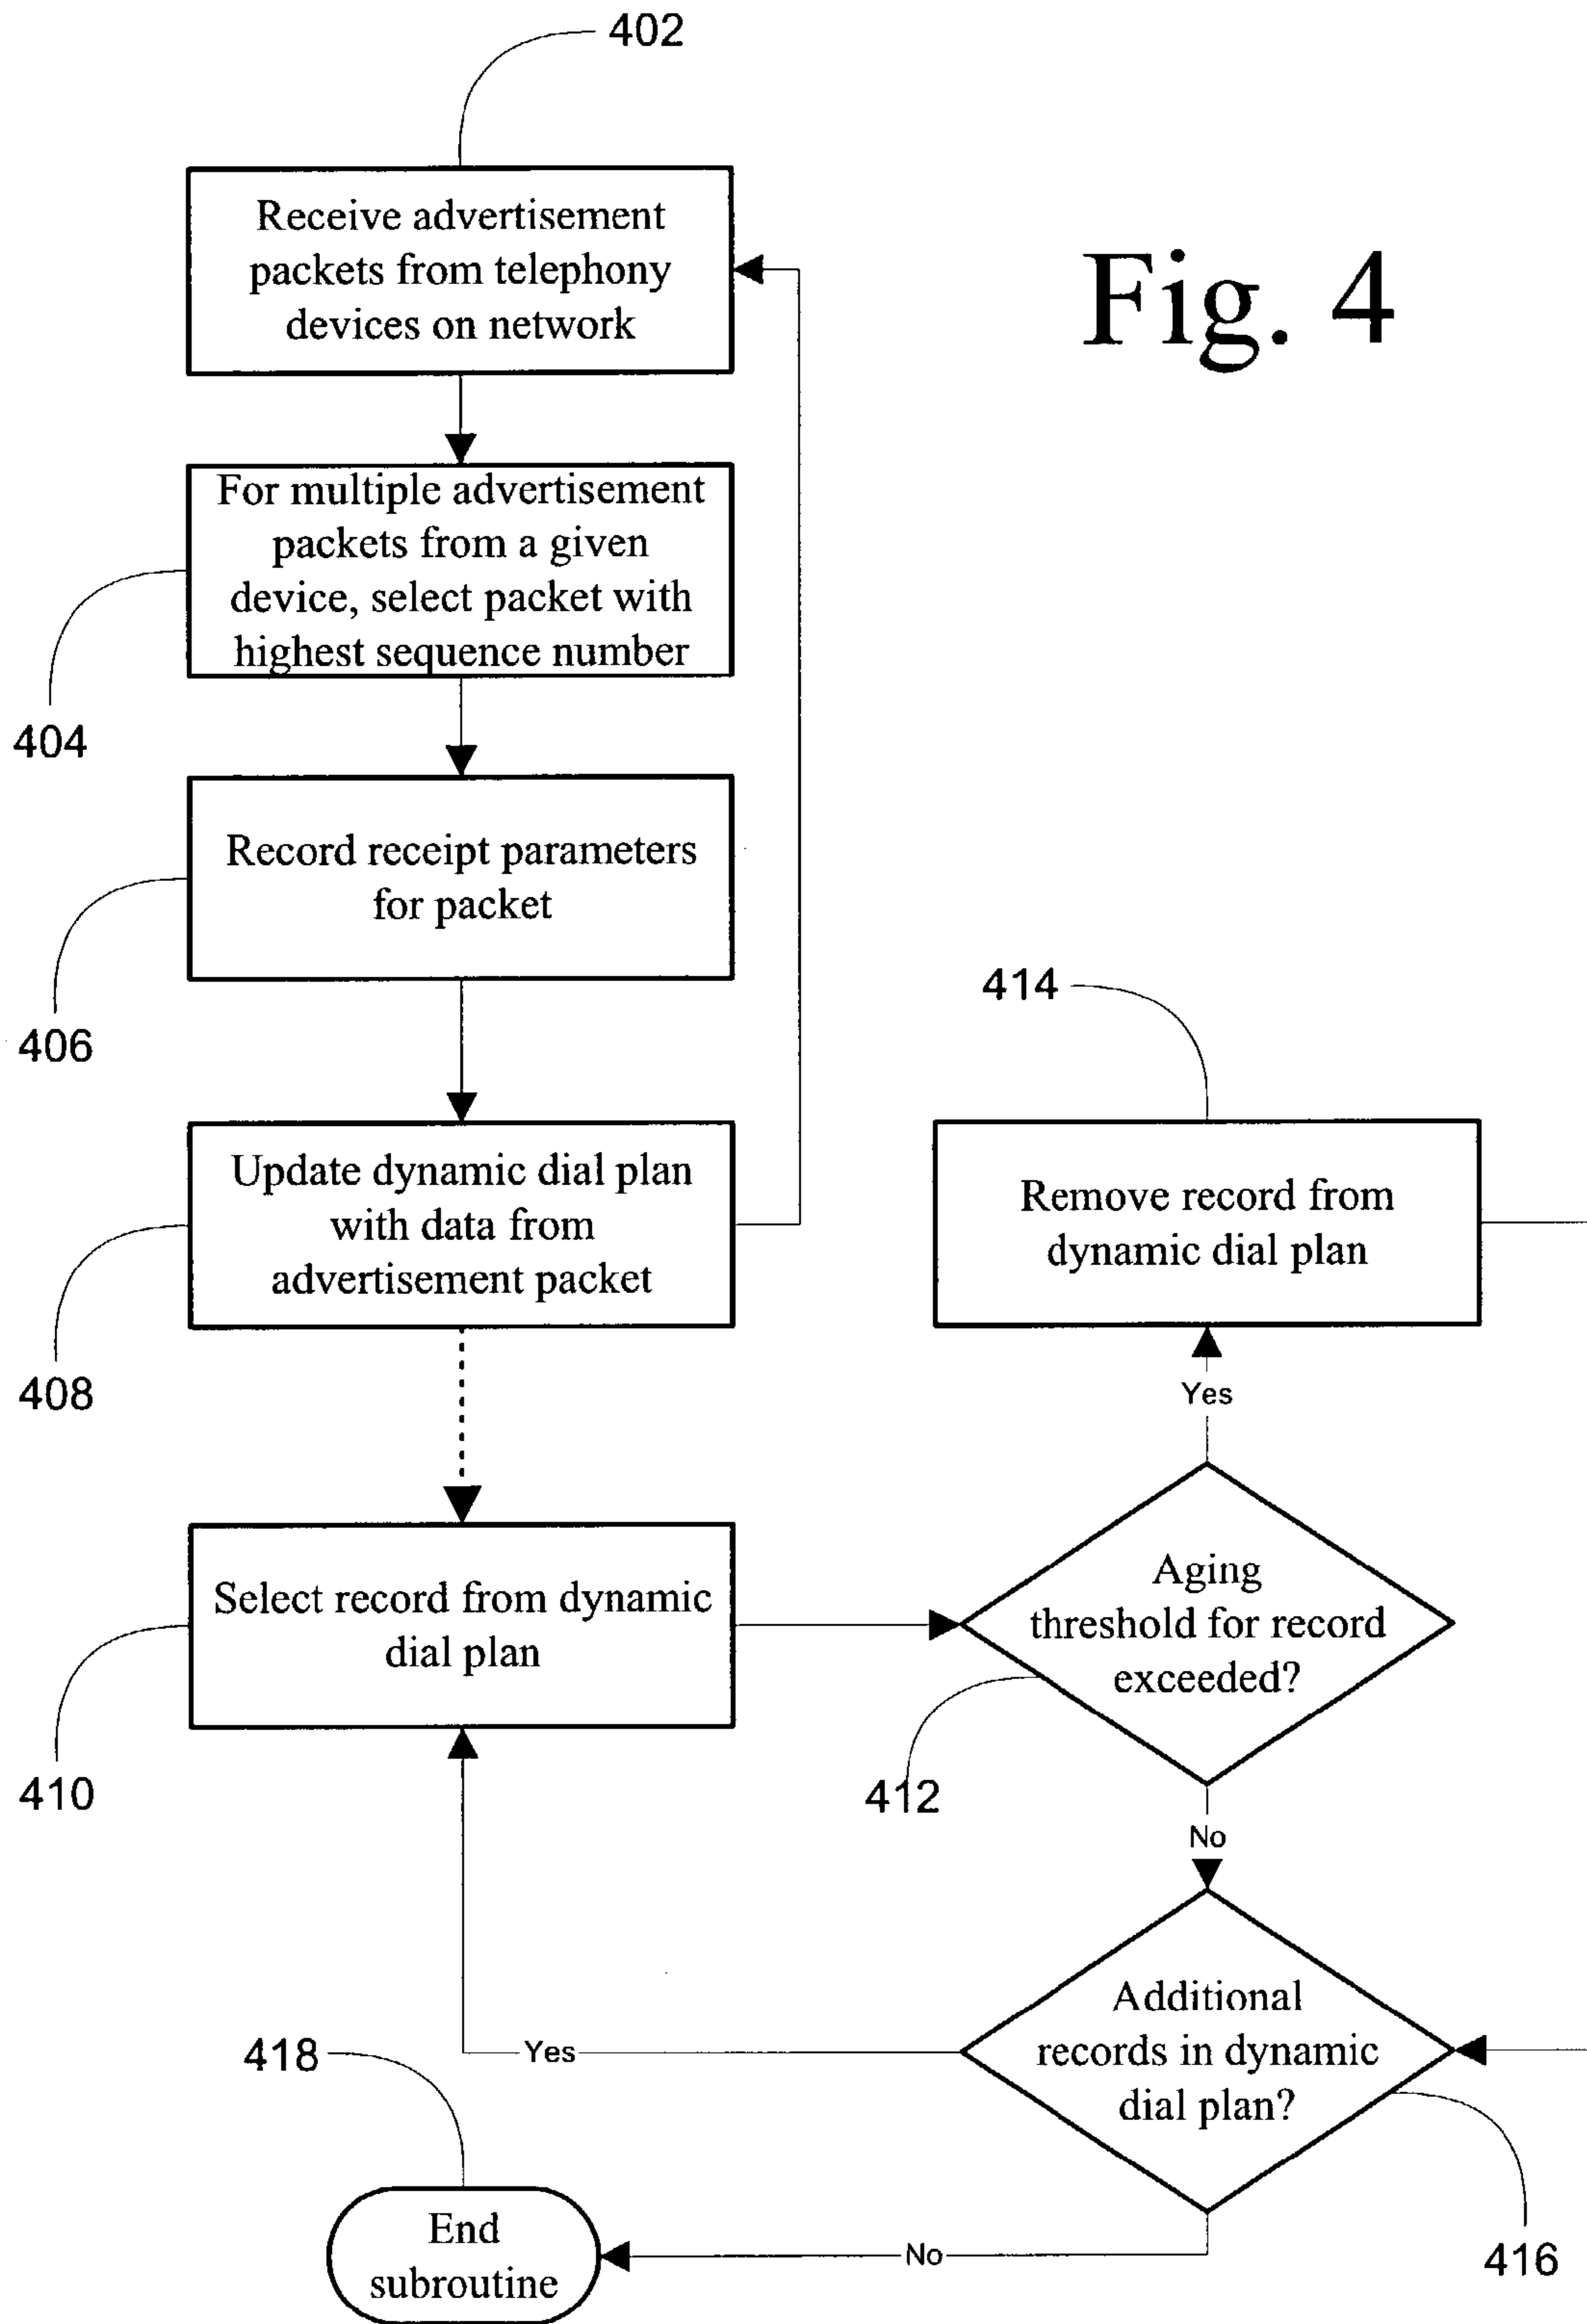 402
Receive advertisement
packets from telephony
devices on network
Fig. 4
For multiple advertisement
packets from a given
device, select packet with
highest sequence number
404
Record receipt parameters
for packet
406
414
Update dynamic dial plan
with data from
advertisement packet
408
Remove record from
dynamic dial plan
Yes
Select record from dynamic
dial plan
410
Aging
threshold for record
exceeded?
412
No
Additional
records in dynamic
dial plan?
416
Yes
418
End
subroutine
No